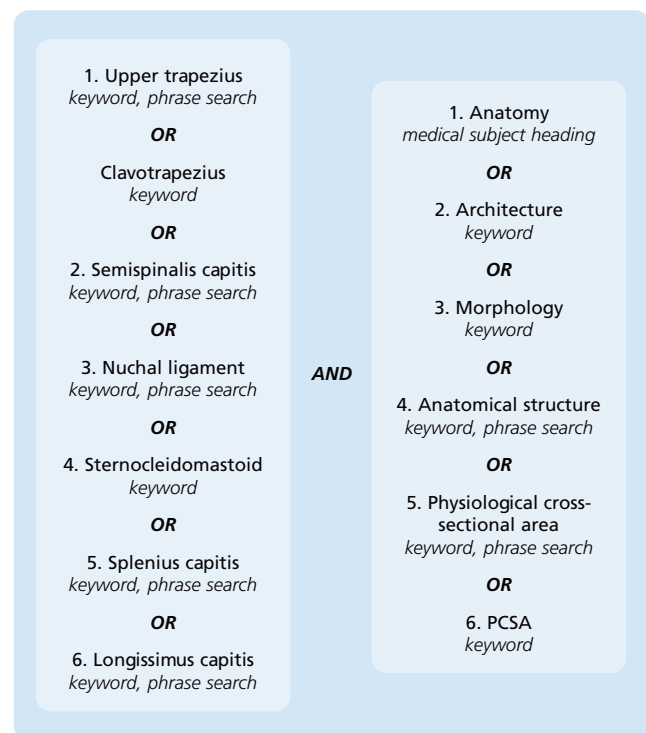 1. Upper trapezius
keyword, phrase search
OR
Clavotrapezius
keyword
OR
2. Semispinalis capitis
keyword, phrase search
OR
3. Nuchal ligament
keyword, phrase search
OR
4. Sternocleidomastoid
keyword
OR
5. Splenius capitis
keyword, phrase search
OR
6. Longissimus capitis
keyword, phrase search
AND
1. Anatomy
medical subject heading
OR
2. Architecture
keyword
OR
3. Morphology
keyword
OR
4. Anatomical structure
keyword, phrase search
OR
5. Physiological cross-
sectional area
keyword, phrase search
OR
6. PCSA
keyword